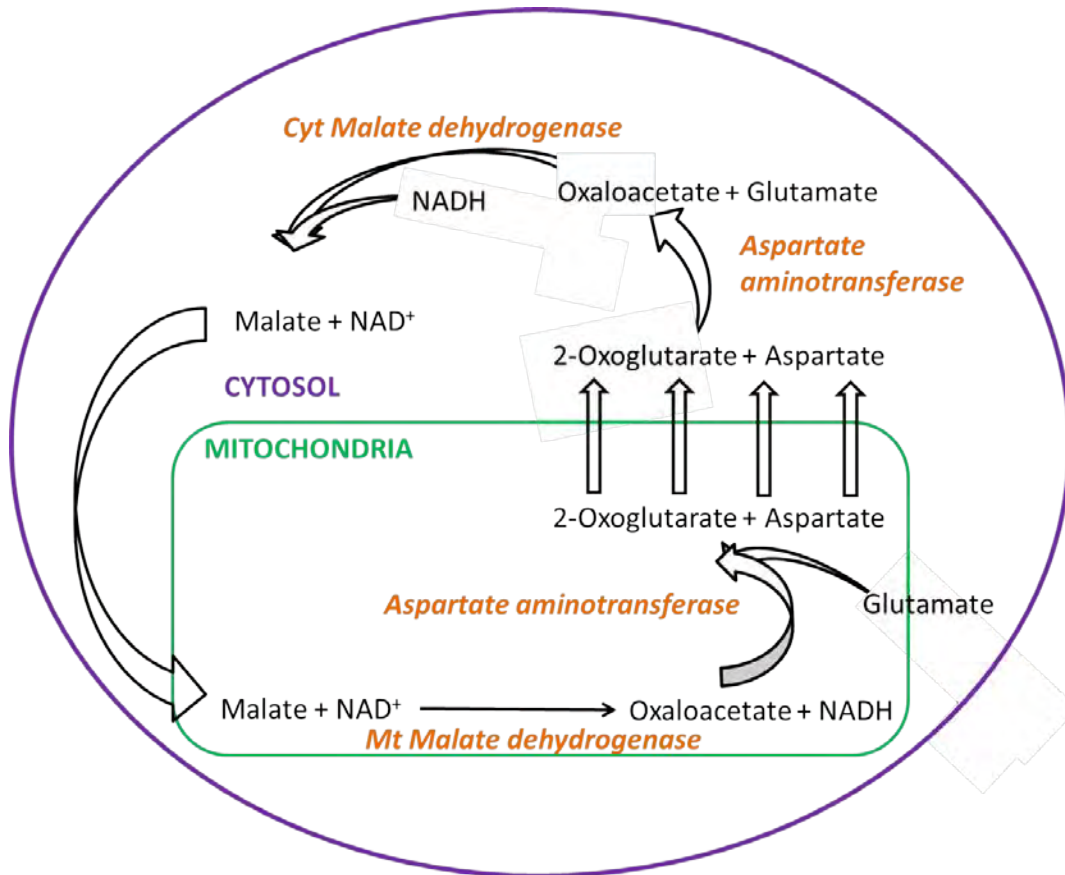 Cyt Malate dehydrogenase
NADH
Oxaloacetate + Glutamate
Aspartate
aminotransferase
Malate + NAD⁺
2-Oxoglutarate + Aspartate
CYTOSOL
MITOCHONDRIA
2-Oxoglutarate + Aspartate
Aspartate aminotransferase
Glutamate
Malate + NAD⁺
Oxaloacetate + NADH
Mt Malate dehydrogenase